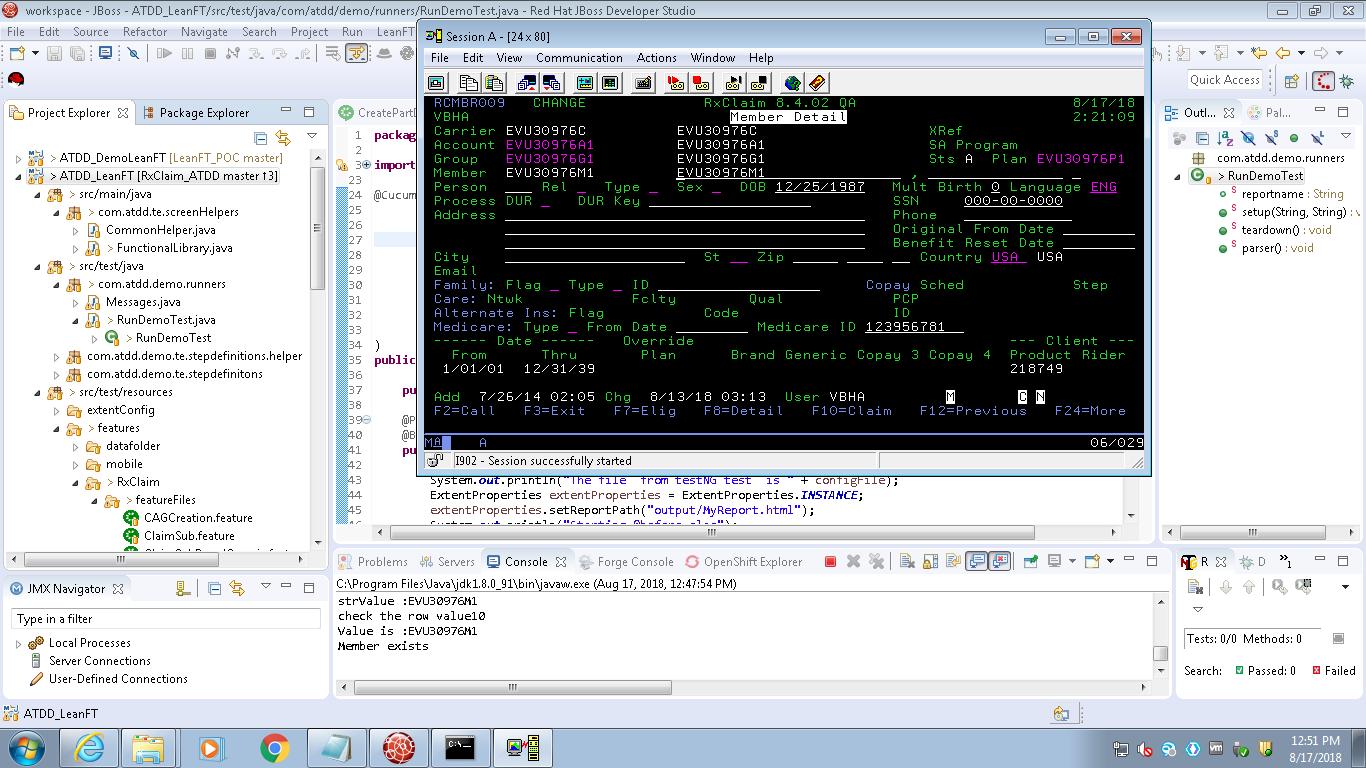 workspace - JBoss - ATDD_LeanFT/src/test/java/com/atdd/demo/runners/RunDemoTest.java - Red Hat JBoss Developer Studio
File Edit Source Refactor Navigate Search Project Run LeanFT
Quick Access
Project Explorer
Package Explorer
> ATDD_DemoLeanFT [LeanFT_POC master]
> ATDD_LeanFT [RxClaim_ATDD master ↑3]
> src/main/java
> com.atdd.te.screenHelpers
CommonHelper.java
> FunctionalLibrary.java
> src/test/java
> com.atdd.demo.runners
> Messages.java
> RunDemoTest.java
> RunDemoTest
com.atdd.demo.te.stepdefinitions.helper
com.atdd.demo.te.stepdefinitons
> src/test/resources
extentConfig
> features
datafolder
mobile
> RxClaim
> featureFiles
CAGCreation.feature
ClaimSub.feature
JMX Navigator
Type in a filter
Local Processes
Server Connections
User-Defined Connections
CreatePartD
1 packag
3 import
23
24 @Cucum
26
27
28
29
30
31
32
33
34 )
35 public
36
37 pu
38
39 @P
40 @B
41 pu
42
43 System.out.println("The file from testNG test is " + configFile);
44 ExtentProperties extentProperties = ExtentProperties.INSTANCE;
45 extentProperties.setReportPath("output/MyReport.html");
46
Session A - [24 x 80]
File Edit View Communication Actions Window Help
RCMBR009 CHANGE RxClaim 8.4.02 QA 8/17/18
VBHA Member Detail 2:21:09
Carrier EVU30976C EVU30976C XRef
Account EVU30976A1 EVU30976A1 SA Program
Group EVU30976G1 EVU30976G1 Sts A Plan EVU30976P1
Member EVU30976M1 EVU30976M1 ,
Person Rel Type Sex DOB 12/25/1987 Mult Birth 0 Language ENG
Process DUR DUR Key SSN 000-00-0000
Address Phone
Original From Date
Benefit Reset Date
City St Zip Country USA USA
Email
Family: Flag Type ID Copay Sched Step
Care: Ntwk Fclty Qual PCP
Alternate Ins: Flag Code ID
Medicare: Type From Date Medicare ID 123956781
------ Date ------ Override --- Client ---
From Thru Plan Brand Generic Copay 3 Copay 4 Product Rider
1/01/01 12/31/39 218749
Add 7/26/14 02:05 Chg 8/13/18 03:13 User VBHA M C N
F2=Call F3=Exit F7=Elig F8=Detail F10=Claim F12=Previous F24=More
MA A 06/029
I902 - Session successfully started
Outl...
Pal...
com.atdd.demo.runners
> RunDemoTest
reportname : String
setup(String, String) : v
teardown() : void
parser() : void
Problems Servers Console Forge Console OpenShift Explorer
C:\Program Files\Java\jdk1.8.0_91\bin\javaw.exe (Aug 17, 2018, 12:47:54 PM)
strValue :EVU30976M1
check the row value10
Value is :EVU30976M1
Member exists
R D »1
Tests: 0/0 Methods: 0
Search: Passed: 0 Failed
ATDD_LeanFT
12:51 PM
8/17/2018